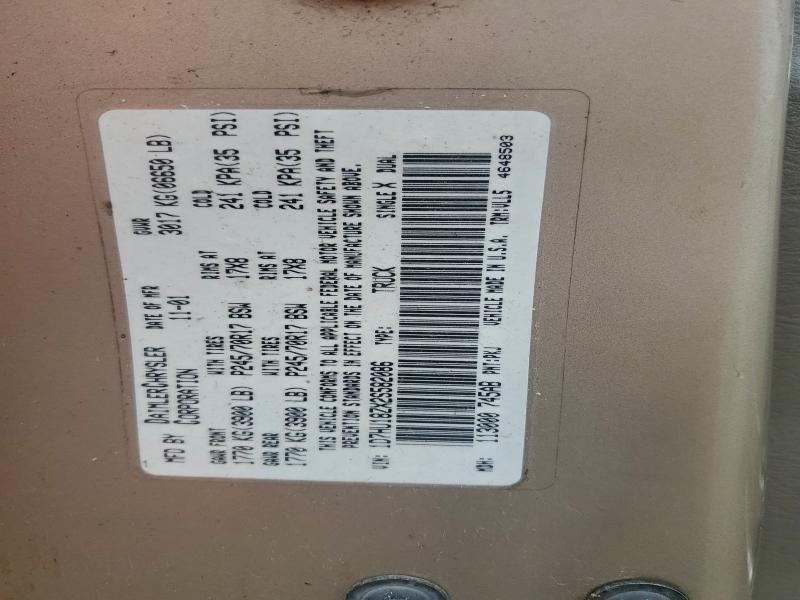 MFD BY DAIMLERCHRYSLER CORPORATION DATE OF MFR 11-01 GVWR 3017 KG(06650 LB)
GAWR FRONT WITH TIRES RIMS AT COLD
1770 KG(3900 LB) P245/70R17 BSW 17X8 241 KPA(35 PSI)
GAWR REAR WITH TIRES RIMS AT COLD
1770 KG(3900 LB) P245/70R17 BSW 17X8 241 KPA(35 PSI)
THIS VEHICLE CONFORMS TO ALL APPLICABLE FEDERAL MOTOR VEHICLE SAFETY AND THEFT
PREVENTION STANDARDS IN EFFECT ON THE DATE OF MANUFACTURE SHOWN ABOVE.
VIN: 1D7HU18ZX2S582086 TYPE: TRUCK SINGLE X DUAL
MDH: 113000 745AB PNT:PKJ VEHICLE MADE IN U.S.A. TRM:VLL5 4648503